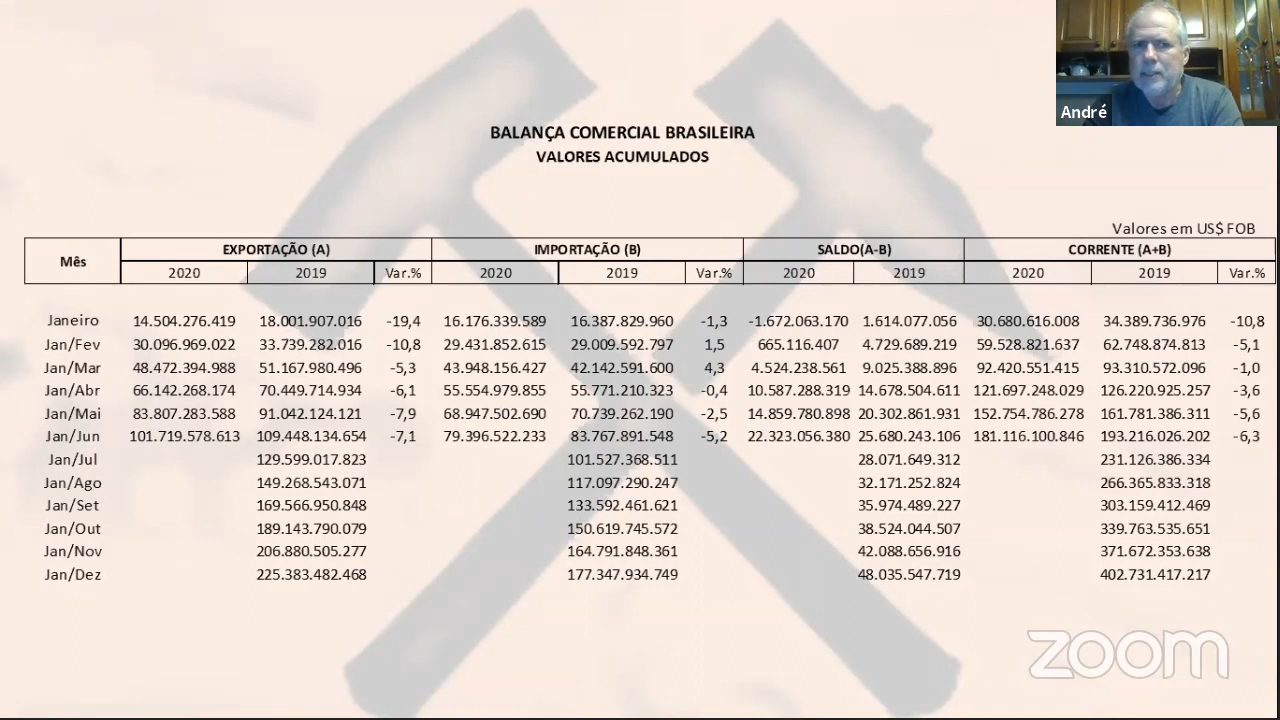 André
BALANÇA COMERCIAL BRASILEIRA
VALORES ACUMULADOS
Valores em US$ FOB
Mês EXPORTAÇÃO (A) IMPORTAÇÃO (B) SALDO(A-B) CORRENTE (A+B)
2020 2019 Var.% 2020 2019 Var.% 2020 2019 2020 2019 Var.%
Janeiro 14.504.276.419 18.001.907.016 -19,4 16.176.339.589 16.387.829.960 -1,3 -1.672.063.170 1.614.077.056 30.680.616.008 34.389.736.976 -10,8
Jan/Fev 30.096.969.022 33.739.282.016 -10,8 29.431.852.615 29.009.592.797 1,5 665.116.407 4.729.689.219 59.528.821.637 62.748.874.813 -5,1
Jan/Mar 48.472.394.988 51.167.980.496 -5,3 43.948.156.427 42.142.591.600 4,3 4.524.238.561 9.025.388.896 92.420.551.415 93.310.572.096 -1,0
Jan/Abr 66.142.268.174 70.449.714.934 -6,1 55.554.979.855 55.771.210.323 -0,4 10.587.288.319 14.678.504.611 121.697.248.029 126.220.925.257 -3,6
Jan/Mai 83.807.283.588 91.042.124.121 -7,9 68.947.502.690 70.739.262.190 -2,5 14.859.780.898 20.302.861.931 152.754.786.278 161.781.386.311 -5,6
Jan/Jun 101.719.578.613 109.448.134.654 -7,1 79.396.522.233 83.767.891.548 -5,2 22.323.056.380 25.680.243.106 181.116.100.846 193.216.026.202 -6,3
Jan/Jul 129.599.017.823 101.527.368.511 28.071.649.312 231.126.386.334
Jan/Ago 149.268.543.071 117.097.290.247 32.171.252.824 266.365.833.318
Jan/Set 169.566.950.848 133.592.461.621 35.974.489.227 303.159.412.469
Jan/Out 189.143.790.079 150.619.745.572 38.524.044.507 339.763.535.651
Jan/Nov 206.880.505.277 164.791.848.361 42.088.656.916 371.672.353.638
Jan/Dez 225.383.482.468 177.347.934.749 48.035.547.719 402.731.417.217
zoom